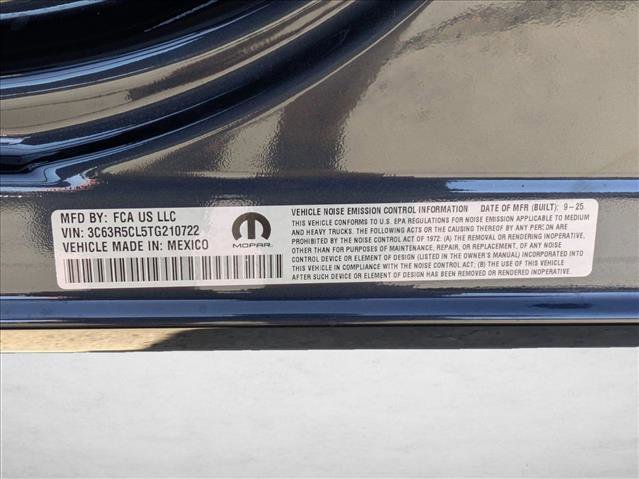 MFD BY: FCA US LLC
VIN: 3C63R5CL5TG210722
VEHICLE MADE IN: MEXICO
MOPAR
VEHICLE NOISE EMISSION CONTROL INFORMATION DATE OF MFR (BUILT): 9-25
THIS VEHICLE CONFORMS TO U.S. EPA REGULATIONS FOR NOISE EMISSION APPLICABLE TO MEDIUM
AND HEAVY TRUCKS. THE FOLLOWING ACTS OR THE CAUSING THEREOF BY ANY PERSON ARE
PROHIBITED BY THE NOISE CONTROL ACT OF 1972: (A) THE REMOVAL OR RENDERING INOPERATIVE,
OTHER THAN FOR PURPOSES OF MAINTENANCE, REPAIR, OR REPLACEMENT, OF ANY NOISE
CONTROL DEVICE OR ELEMENT OF DESIGN (LISTED IN THE OWNER'S MANUAL) INCORPORATED INTO
THIS VEHICLE IN COMPLIANCE WITH THE NOISE CONTROL ACT; (B) THE USE OF THIS VEHICLE
AFTER SUCH DEVICE OR ELEMENT OF DESIGN HAS BEEN REMOVED OR RENDERED INOPERATIVE.